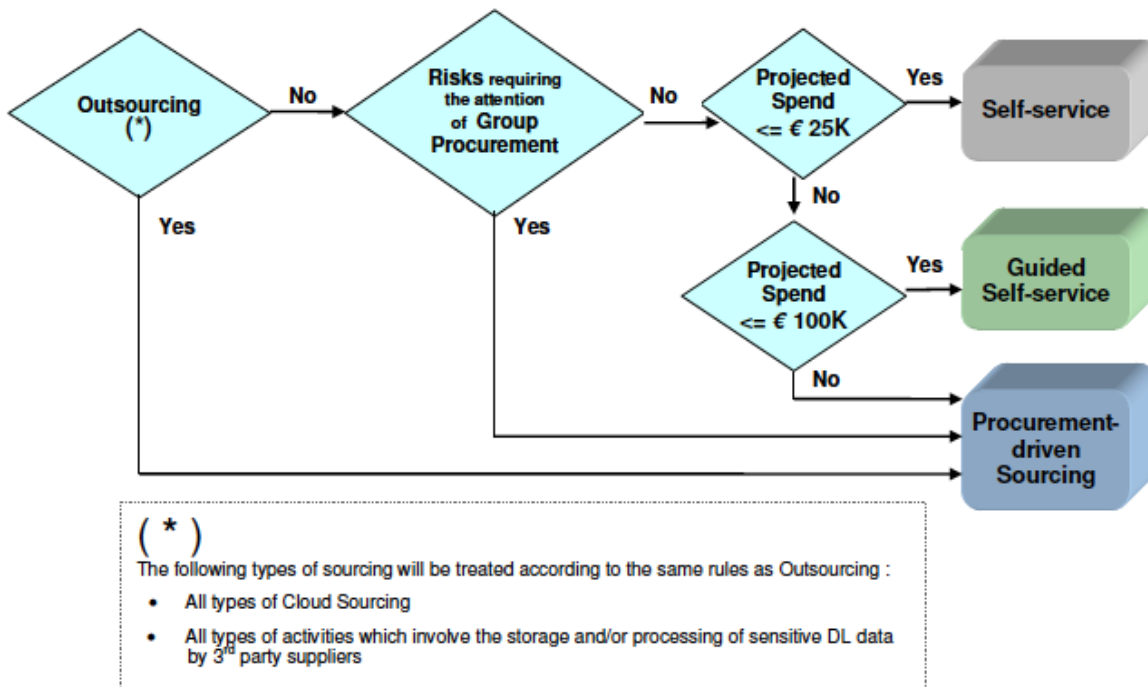 Outsourcing
(*)
No
Yes
Risks requiring
the attention
of Group
Procurement
No
Yes
Projected
Spend
<= € 25K
Yes
No
Self-service
Projected
Spend
<= € 100K
Yes
No
Guided
Self-service
Procurement-
driven
Sourcing
( * )
The following types of sourcing will be treated according to the same rules as Outsourcing :
• All types of Cloud Sourcing
• All types of activities which involve the storage and/or processing of sensitive DL data
by 3rd party suppliers